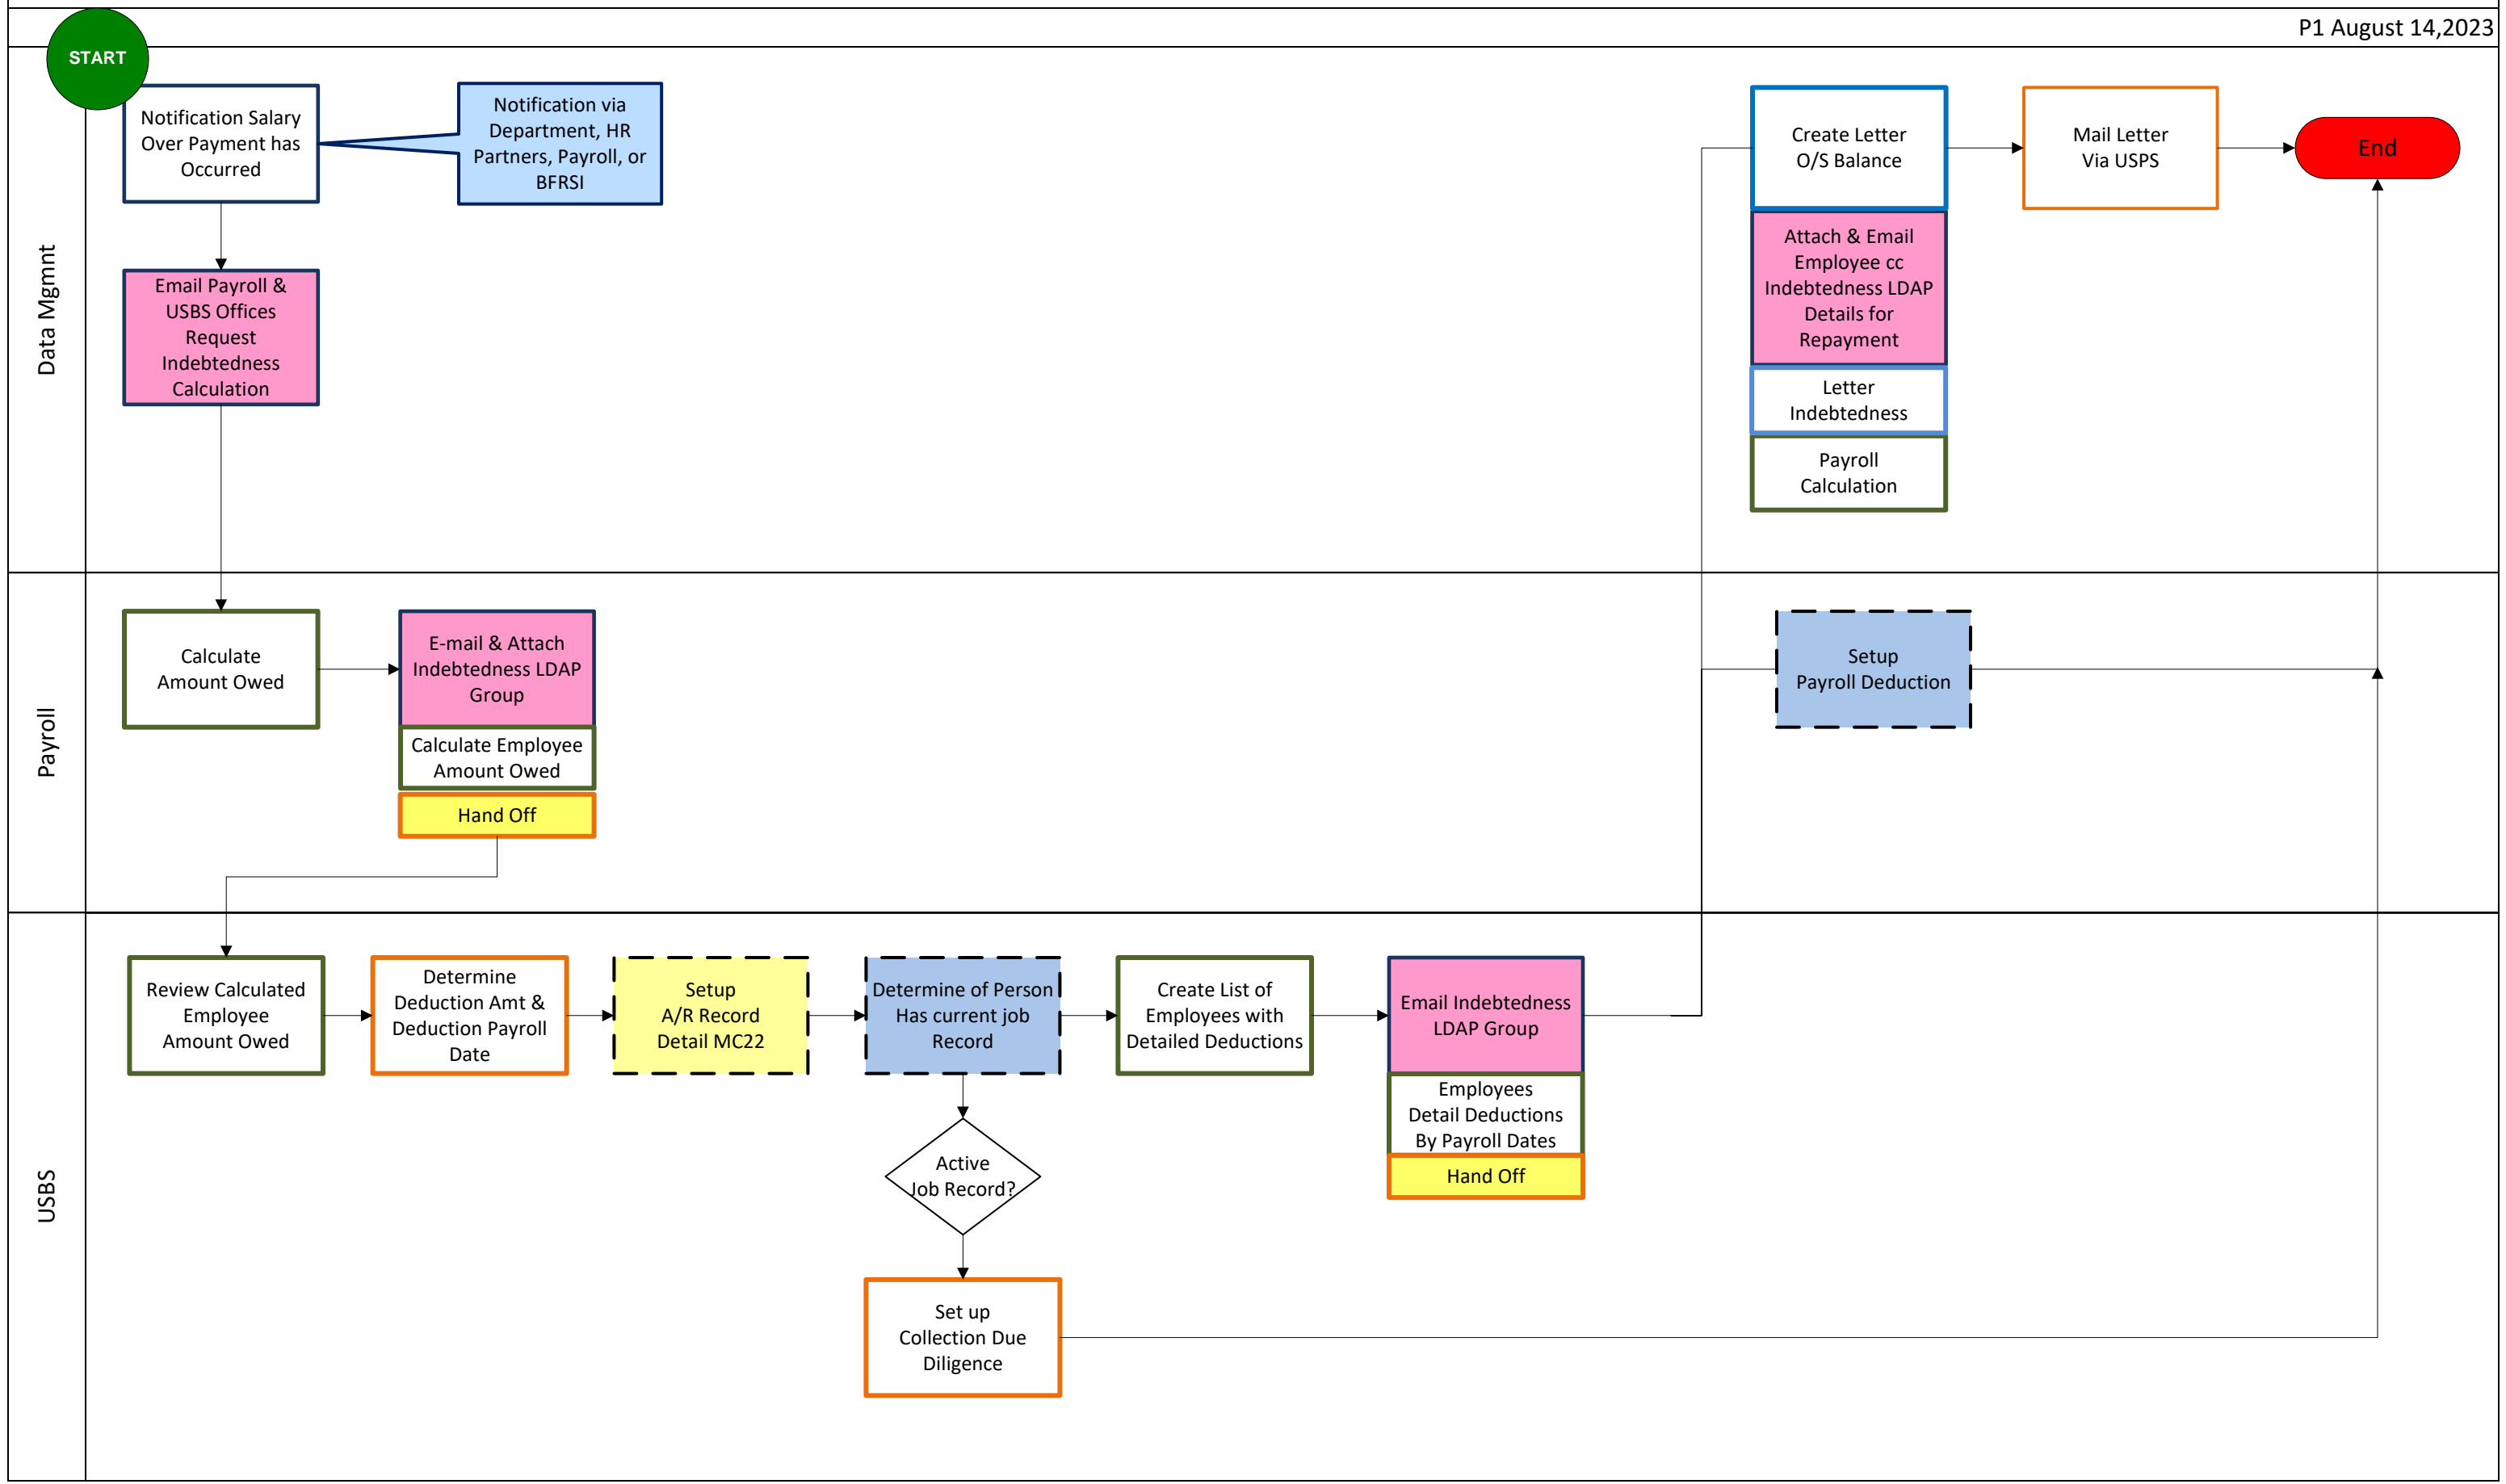 P1 August 14,2023
START
Data Mgmnt
Notification Salary
Over Payment has
Occurred
Notification via
Department, HR
Partners, Payroll, or
BFRSI
Email Payroll &
USBS Offices
Request
Indebtedness
Calculation
Create Letter
O/S Balance
Attach & Email
Employee cc
Indebtedness LDAP
Details for
Repayment
Letter
Indebtedness
Payroll
Calculation
Mail Letter
Via USPS
End
Payroll
Calculate
Amount Owed
E-mail & Attach
Indebtedness LDAP
Group
Calculate Employee
Amount Owed
Hand Off
Setup
Payroll Deduction
USBS
Review Calculated
Employee
Amount Owed
Determine
Deduction Amt &
Deduction Payroll
Date
Setup
A/R Record
Detail MC22
Determine of Person
Has current job
Record
Active
Job Record?
Set up
Collection Due
Diligence
Create List of
Employees with
Detailed Deductions
Email Indebtedness
LDAP Group
Employees
Detail Deductions
By Payroll Dates
Hand Off